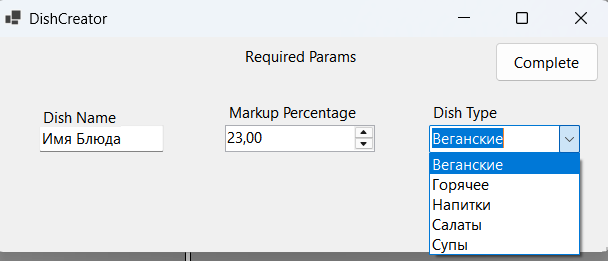 DishCreator
Required Params
Complete
Dish Name
Markup Percentage
Dish Type
Имя Блюда
23,00
Веганские
Веганские
Горячее
Напитки
Салаты
Супы